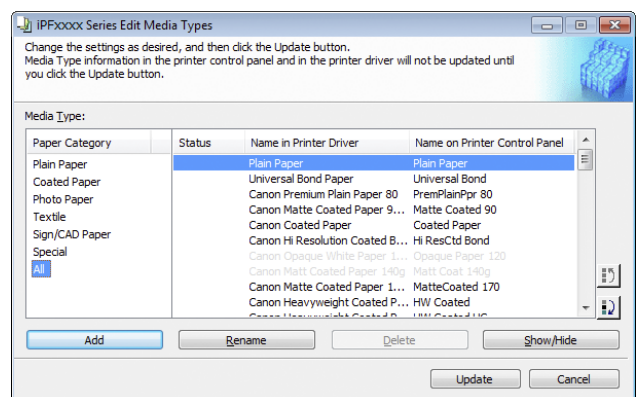 iPFxxxx Series Edit Media Types
Change the settings as desired, and then click the Update button.
Media Type information in the printer control panel and in the printer driver will not be updated until
you click the Update button.
Media Type:
Paper Category Status Name in Printer Driver Name on Printer Control Panel
Plain Paper
Coated Paper
Photo Paper
Textile
Sign/CAD Paper
Special
All
Plain Paper Plain Paper
Universal Bond Paper Universal Bond
Canon Premium Plain Paper 80 PremPlainPpr 80
Canon Matte Coated Paper 9... Matte Coated 90
Canon Coated Paper Coated Paper
Canon Hi Resolution Coated B... Hi ResCtd Bond
Canon Opaque White Paper 1... Opaque Paper 120
Canon Matt Coated Paper 140g Matt Coat 140g
Canon Matte Coated Paper 1... MatteCoated 170
Canon Heavyweight Coated P... HW Coated
Add Rename Delete Show/Hide
Update Cancel